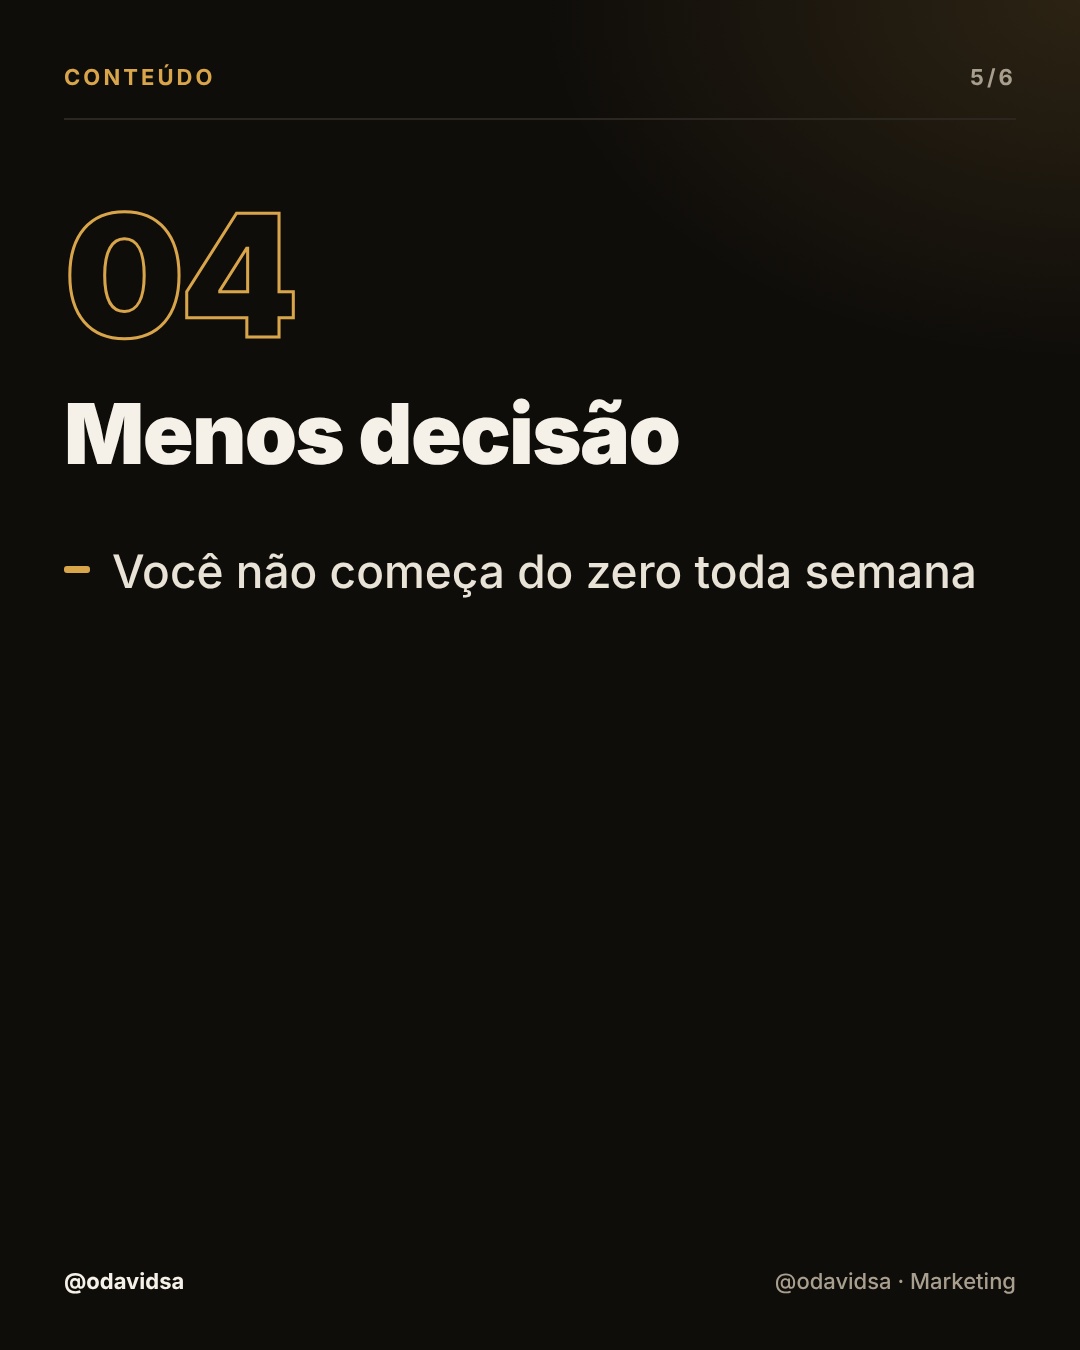 CONTEÚDO
5/6
04
Menos decisão
Você não começa do zero toda semana
@odavidsa
@odavidsa · Marketing